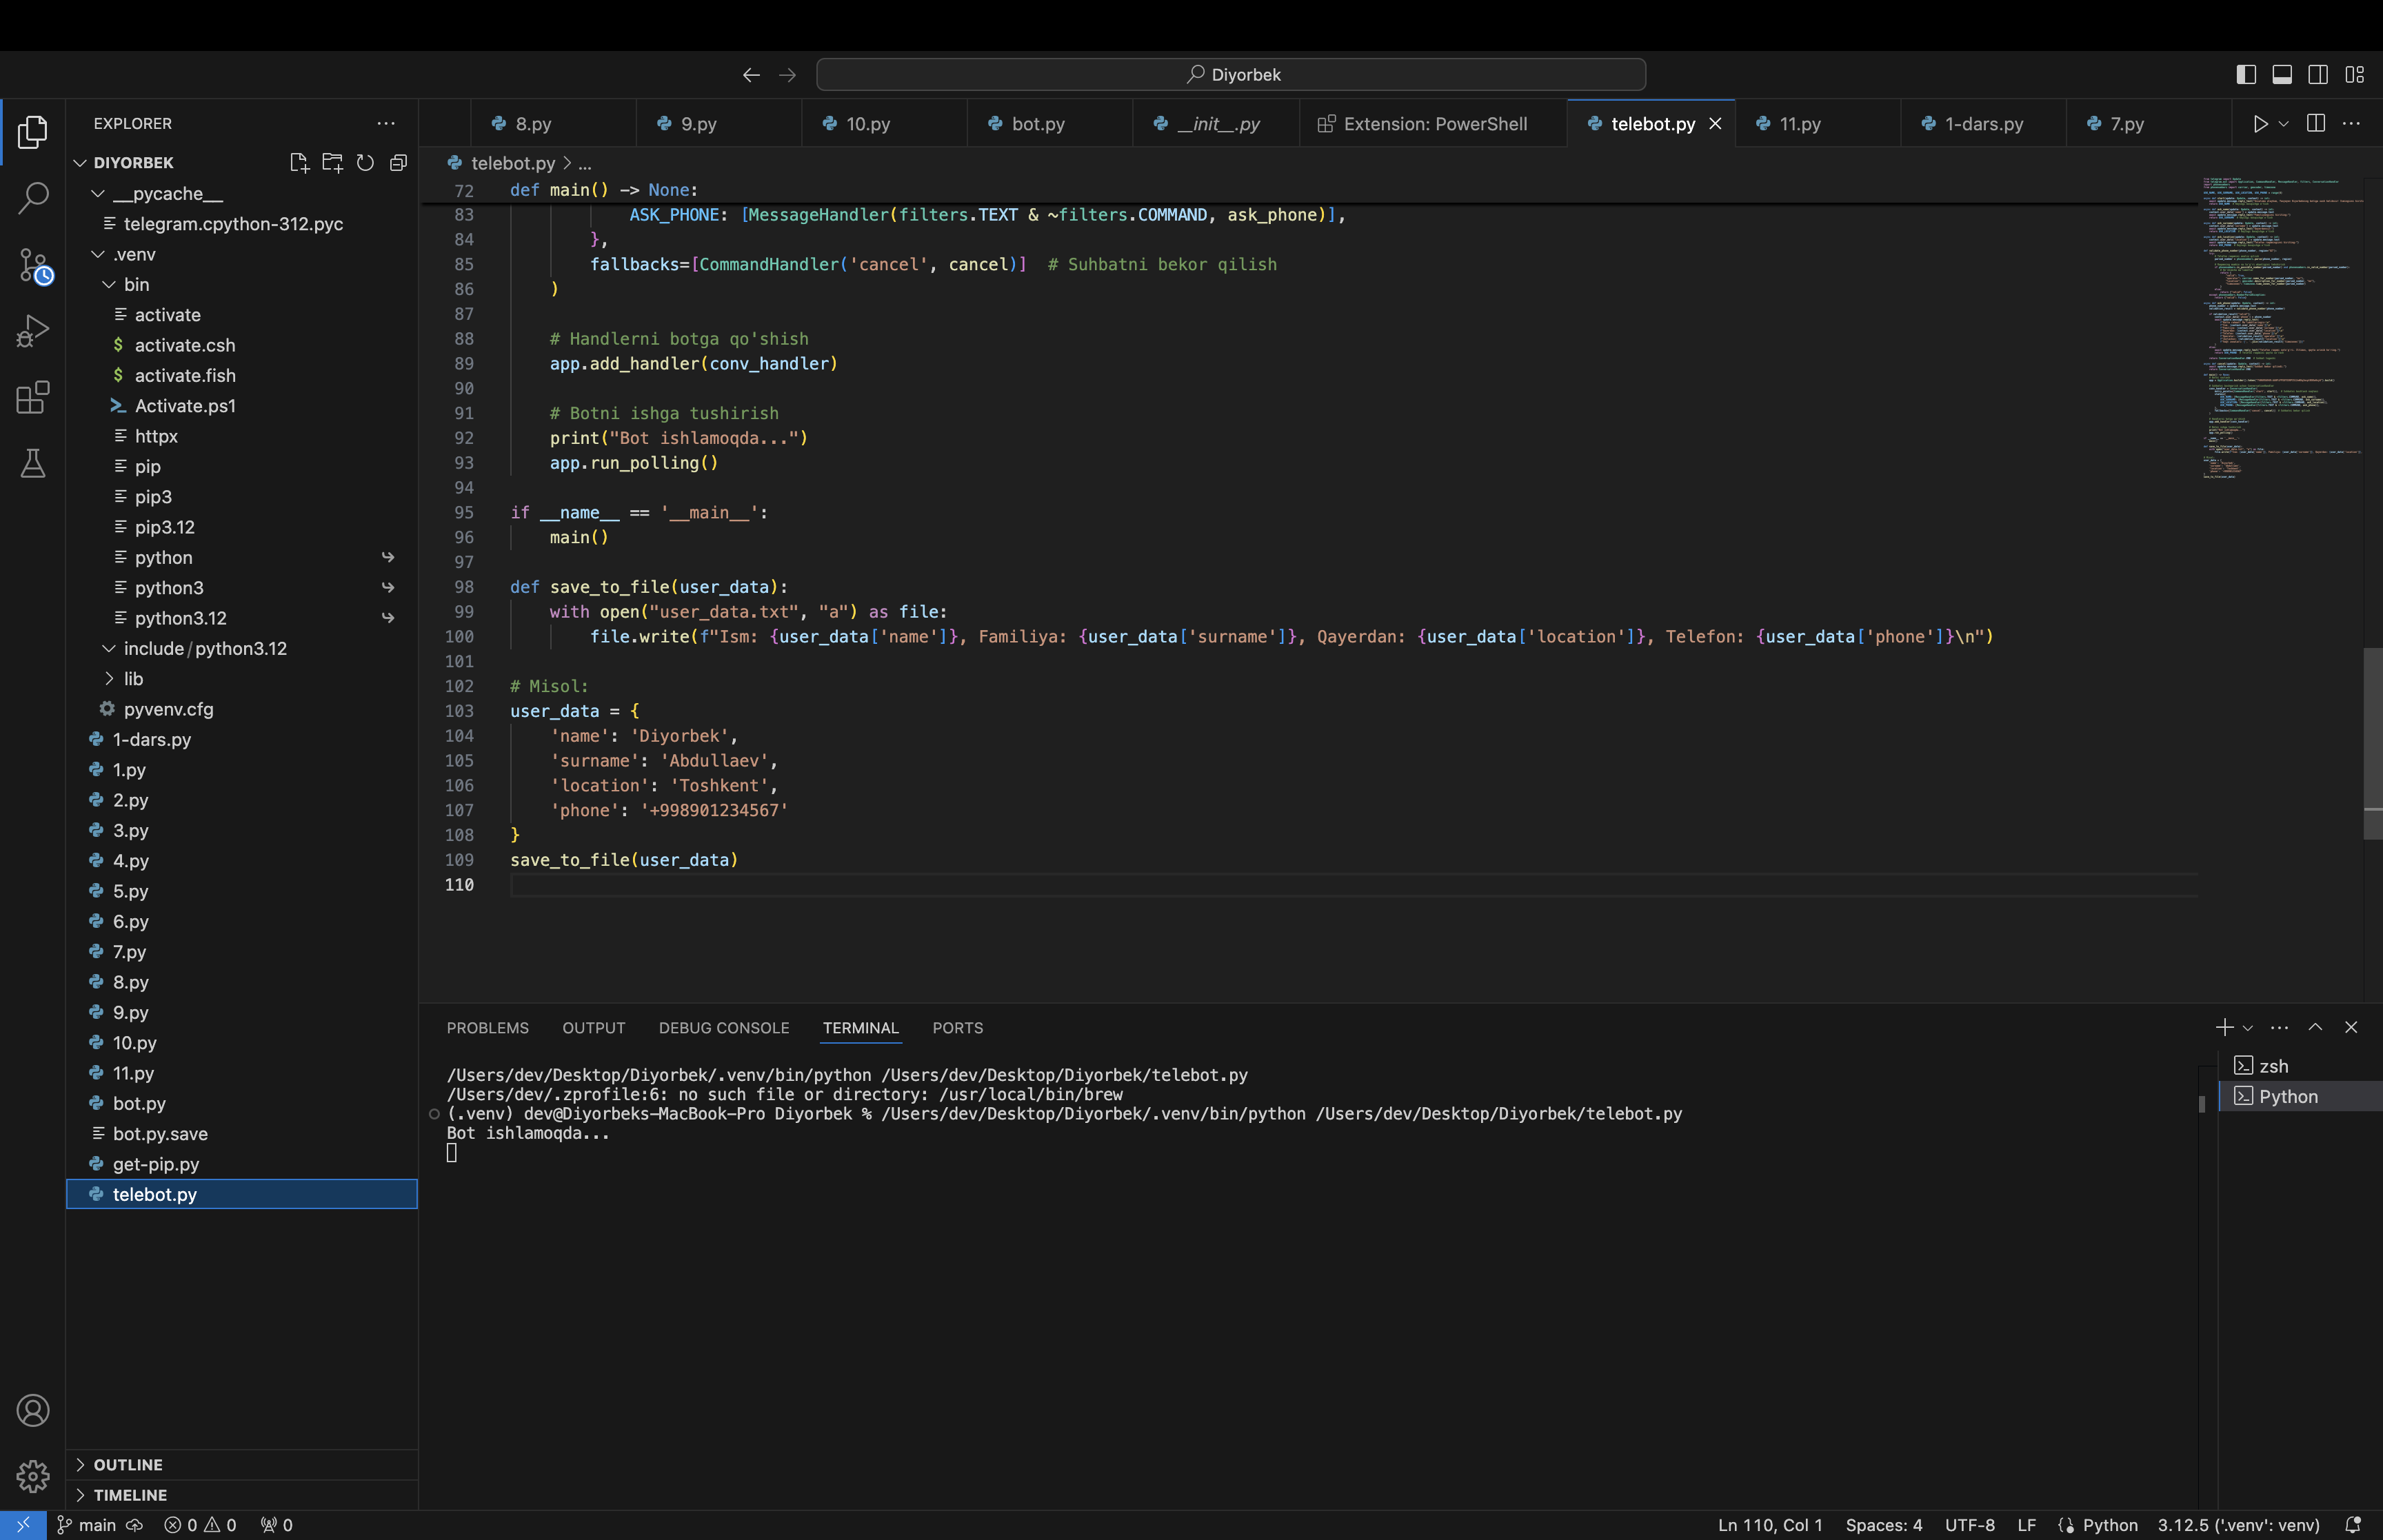 Diyorbek
EXPLORER
DIYORBEK
__pycache__
telegram.cpython-312.pyc
.venv
bin
activate
activate.csh
activate.fish
Activate.ps1
httpx
pip
pip3
pip3.12
python
python3
python3.12
include/python3.12
lib
pyvenv.cfg
1-dars.py
1.py
2.py
3.py
4.py
5.py
6.py
7.py
8.py
9.py
10.py
11.py
bot.py
bot.py.save
get-pip.py
telebot.py
OUTLINE
TIMELINE
8.py 9.py 10.py bot.py __init__.py Extension: PowerShell telebot.py 11.py 1-dars.py 7.py
telebot.py > ...
72 def main() -> None:
83 ASK_PHONE: [MessageHandler(filters.TEXT & ~filters.COMMAND, ask_phone)],
84 },
85 fallbacks=[CommandHandler('cancel', cancel)] # Suhbatni bekor qilish
86 )
87
88 # Handlerni botga qo'shish
89 app.add_handler(conv_handler)
90
91 # Botni ishga tushirish
92 print("Bot ishlamoqda...")
93 app.run_polling()
94
95 if __name__ == '__main__':
96 main()
97
98 def save_to_file(user_data):
99 with open("user_data.txt", "a") as file:
100 file.write(f"Ism: {user_data['name']}, Familiya: {user_data['surname']}, Qayerdan: {user_data['location']}, Telefon: {user_data['phone']}\n")
101
102 # Misol:
103 user_data = {
104 'name': 'Diyorbek',
105 'surname': 'Abdullaev',
106 'location': 'Toshkent',
107 'phone': '+998901234567'
108 }
109 save_to_file(user_data)
110
PROBLEMS OUTPUT DEBUG CONSOLE TERMINAL PORTS
/Users/dev/Desktop/Diyorbek/.venv/bin/python /Users/dev/Desktop/Diyorbek/telebot.py
/Users/dev/.zprofile:6: no such file or directory: /usr/local/bin/brew
(.venv) dev@Diyorbeks-MacBook-Pro Diyorbek % /Users/dev/Desktop/Diyorbek/.venv/bin/python /Users/dev/Desktop/Diyorbek/telebot.py
Bot ishlamoqda...
zsh
Python
main 0 0 0 Ln 110, Col 1 Spaces: 4 UTF-8 LF Python 3.12.5 ('.venv': venv)